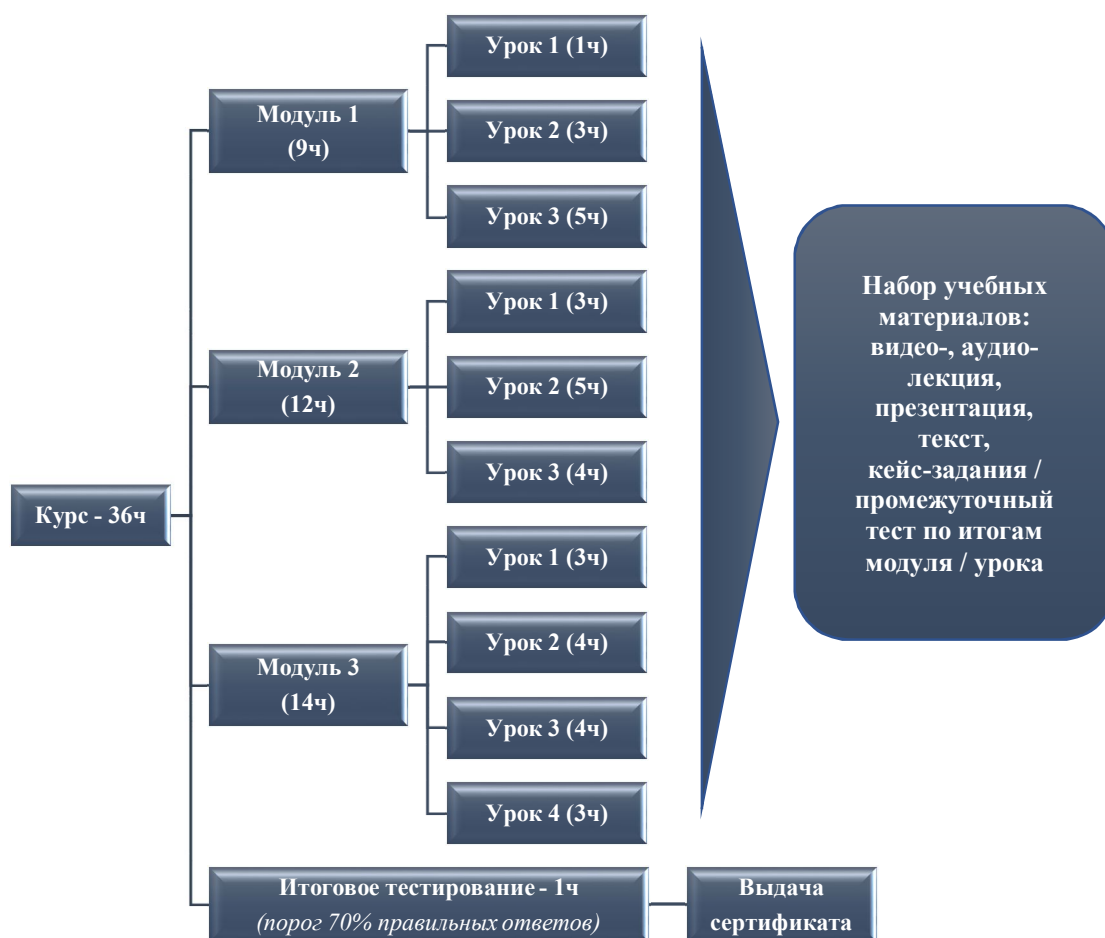 Курс - 36ч
Модуль 1
(9ч)
Урок 1 (1ч)
Урок 2 (3ч)
Урок 3 (5ч)
Модуль 2
(12ч)
Урок 1 (3ч)
Урок 2 (5ч)
Урок 3 (4ч)
Модуль 3
(14ч)
Урок 1 (3ч)
Урок 2 (4ч)
Урок 3 (4ч)
Урок 4 (3ч)
Итоговое тестирование - 1ч
(порог 70% правильных ответов)
Выдача
сертификата
Набор учебных
материалов:
видео-, аудио-
лекция,
презентация,
текст,
кейс-задания /
промежуточный
тест по итогам
модуля / урока